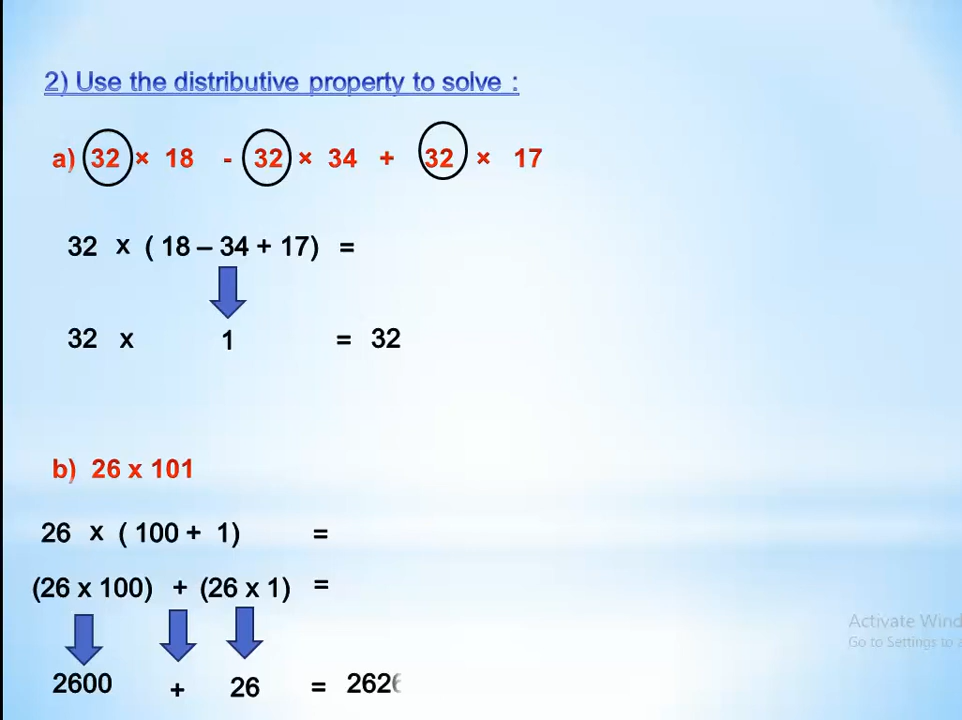 2) Use the distributive property to solve :
a) 32 × 18 - 32 × 34 + 32 × 17
32 x ( 18 – 34 + 17) =
32 x 1 = 32
b) 26 x 101
26 x ( 100 + 1) =
(26 x 100) + (26 x 1) =
2600 + 26 = 2626
Activate Wind
Go to Settings to a